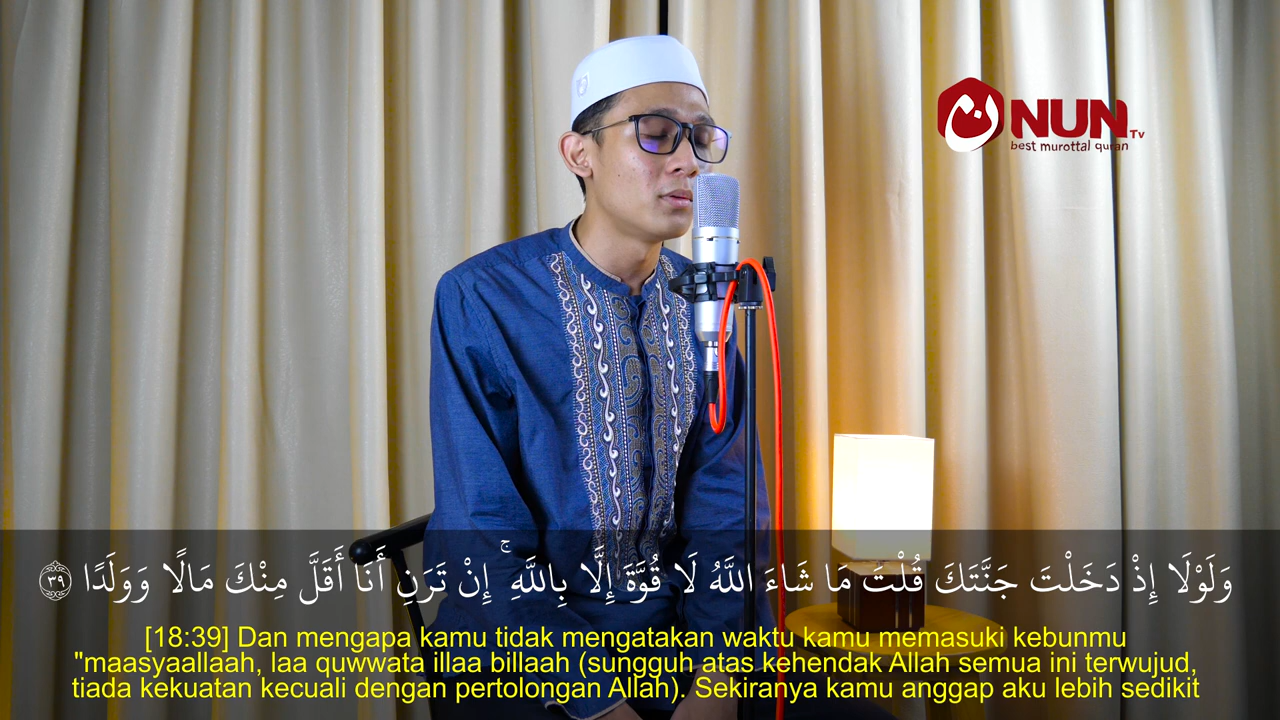 NUN Tv
best murottal quran
وَلَوْلَا إِذْ دَخَلْتَ جَنَّتَكَ قُلْتَ مَا شَاءَ اللَّهُ لَا قُوَّةَ إِلَّا بِاللَّهِ ۚ إِنْ تَرَنِ أَنَا أَقَلَّ مِنْكَ مَالًا وَوَلَدًا ﴿٣٩﴾
[18:39] Dan mengapa kamu tidak mengatakan waktu kamu memasuki kebunmu
"maasyaallaah, laa quwwata illaa billaah (sungguh atas kehendak Allah semua ini terwujud,
tiada kekuatan kecuali dengan pertolongan Allah). Sekiranya kamu anggap aku lebih sedikit